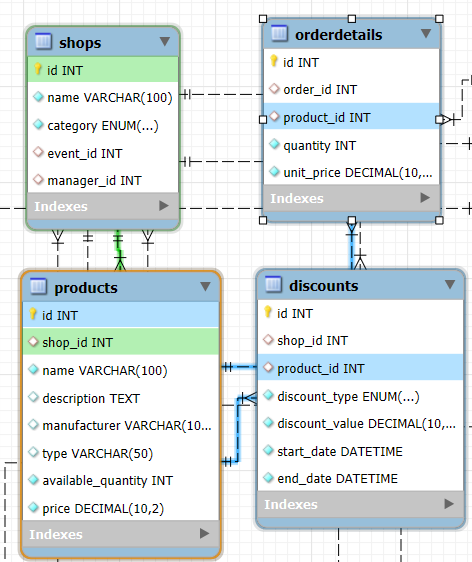 shops
id INT
name VARCHAR(100)
category ENUM(...)
event_id INT
manager_id INT
Indexes
orderdetails
id INT
order_id INT
product_id INT
quantity INT
unit_price DECIMAL(10,...
Indexes
products
id INT
shop_id INT
name VARCHAR(100)
description TEXT
manufacturer VARCHAR(10...
type VARCHAR(50)
available_quantity INT
price DECIMAL(10,2)
Indexes
discounts
id INT
shop_id INT
product_id INT
discount_type ENUM(...)
discount_value DECIMAL(10,...
start_date DATETIME
end_date DATETIME
Indexes